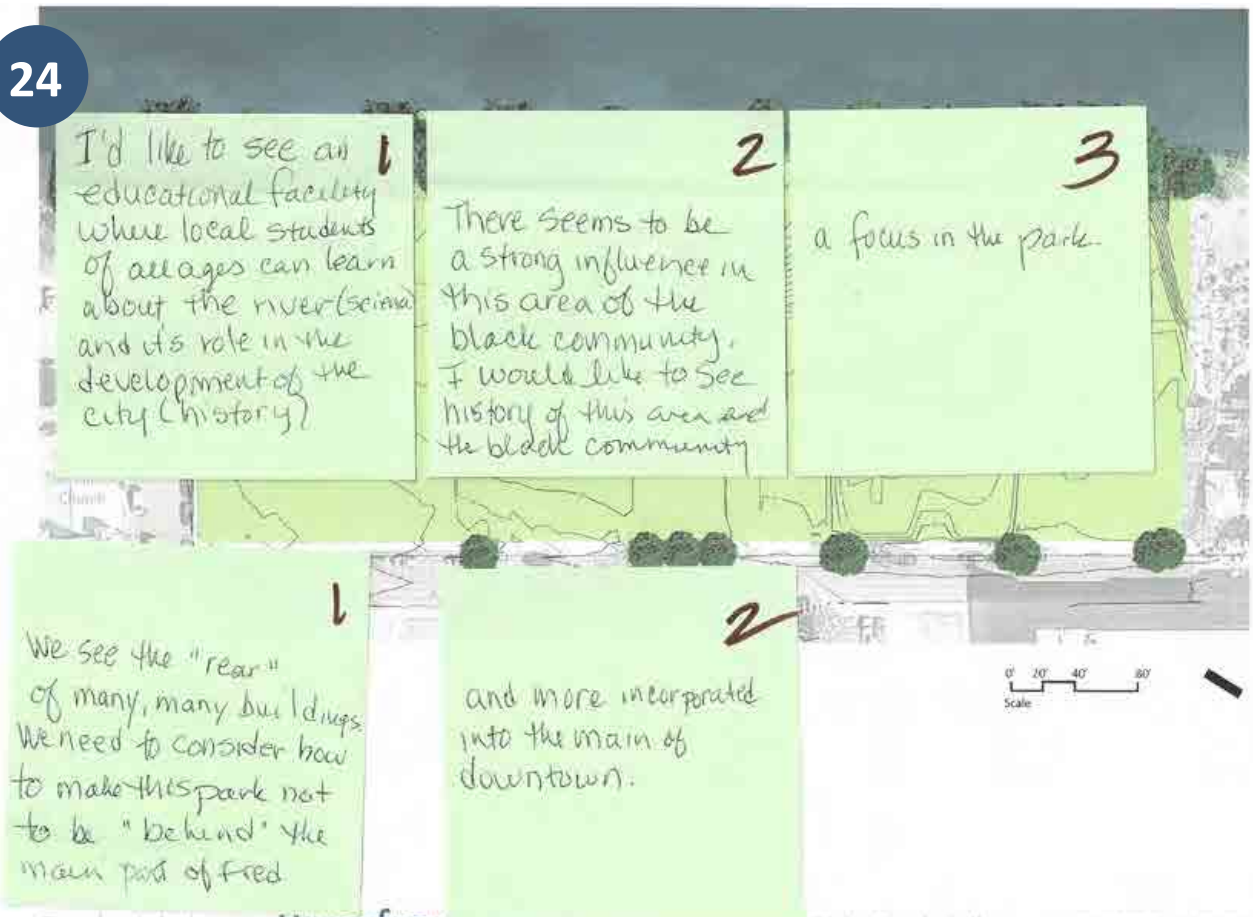 24
1
I'd like to see an
educational facility
where local students
of all ages can learn
about the river (science)
and its role in the
development of the
city (history)
2
There seems to be
a strong influence in
this area of the
black community.
I would like to see
history of this area and
the black community
3
a focus in the park.
Church
1
We see the "rear"
of many, many buildings
We need to consider how
to make this park not
to be "behind" the
main part of Fred
2
and more incorporated
into the main of
downtown.
0' 20' 40' 80'
Scale